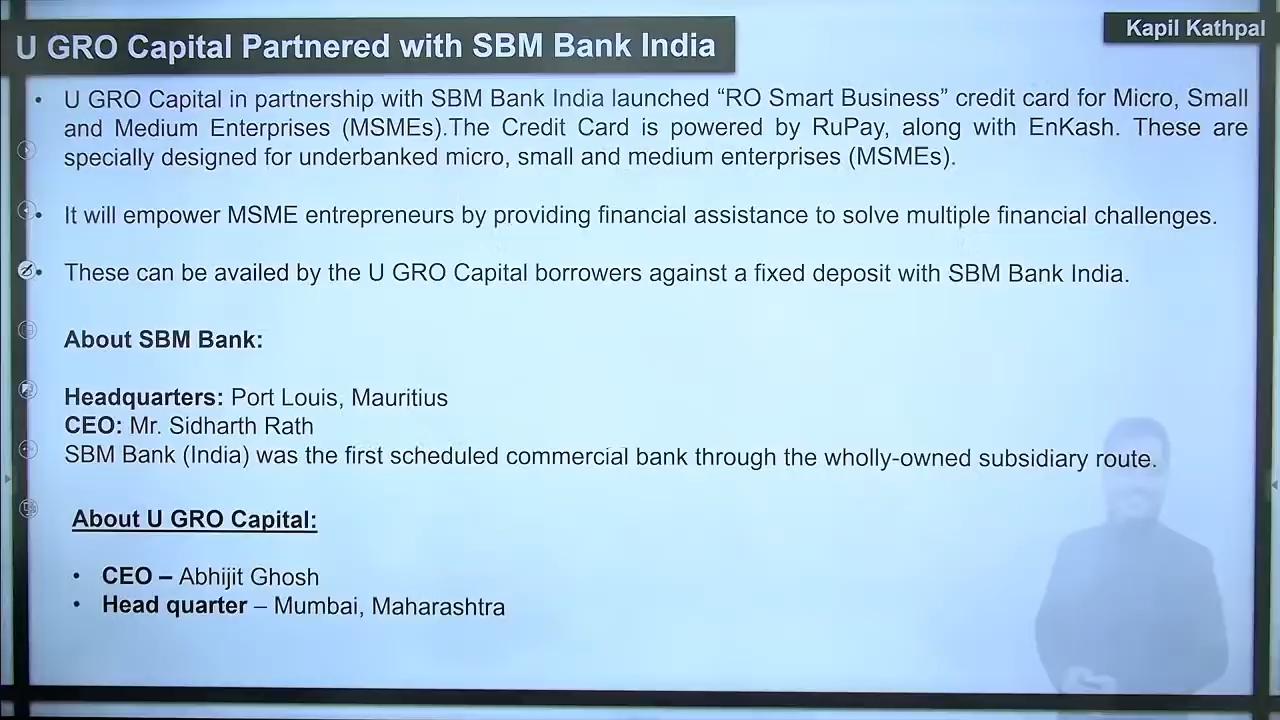 U GRO Capital Partnered with SBM Bank India
Kapil Kathpal
• U GRO Capital in partnership with SBM Bank India launched “RO Smart Business” credit card for Micro, Small
and Medium Enterprises (MSMEs).The Credit Card is powered by RuPay, along with EnKash. These are
specially designed for underbanked micro, small and medium enterprises (MSMEs).
• It will empower MSME entrepreneurs by providing financial assistance to solve multiple financial challenges.
• These can be availed by the U GRO Capital borrowers against a fixed deposit with SBM Bank India.
About SBM Bank:
Headquarters: Port Louis, Mauritius
CEO: Mr. Sidharth Rath
SBM Bank (India) was the first scheduled commercial bank through the wholly-owned subsidiary route.
About U GRO Capital:
• CEO – Abhijit Ghosh
• Head quarter – Mumbai, Maharashtra